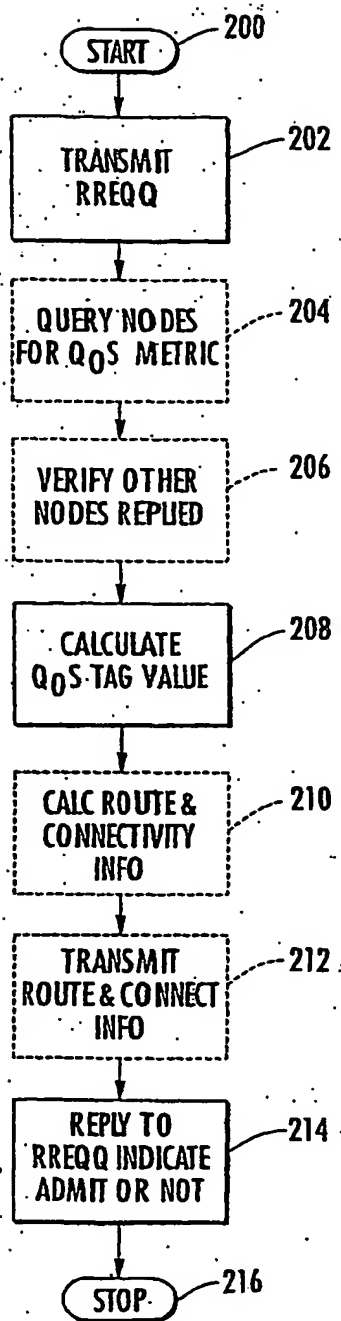 START
200
TRANSMIT
RREQQ
202
QUERY NODES
FOR QOS METRIC
204
VERIFY OTHER
NODES REPLIED
206
CALCULATE
QOS-TAG VALUE
208
CALC ROUTE &
CONNECTIVITY
INFO
210
TRANSMIT
ROUTE & CONNECT
INFO
212
REPLY TO
RREQQ INDICATE
ADMIT OR NOT
214
STOP
216